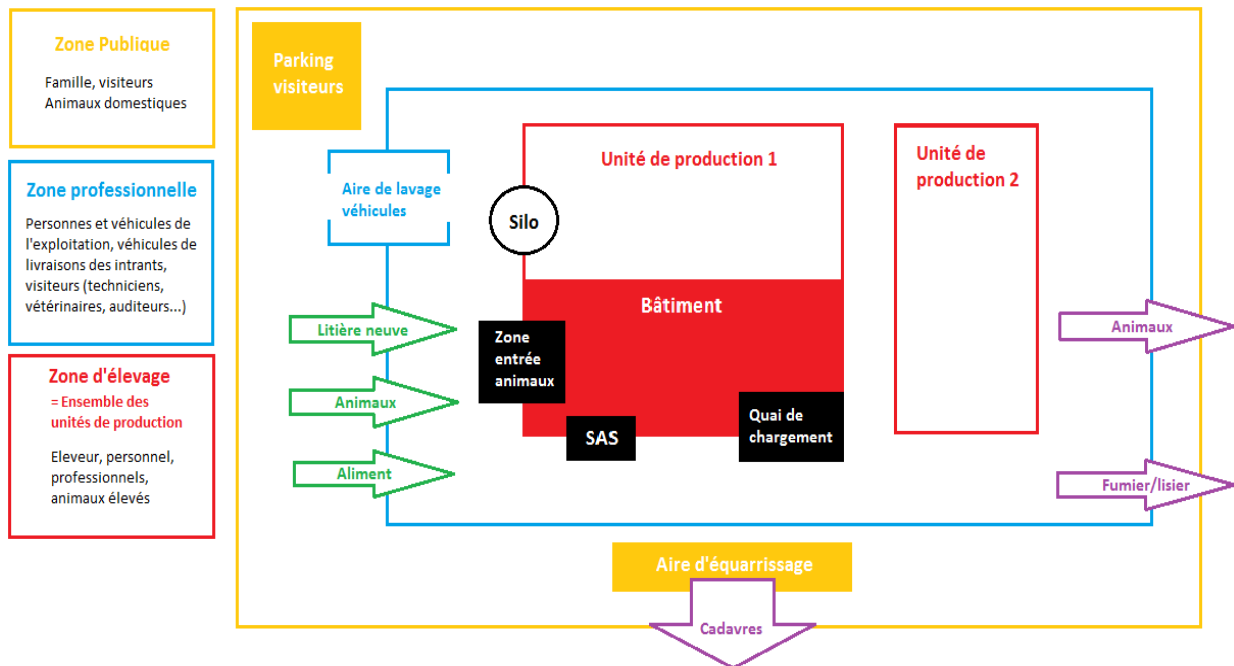 Zone Publique
Famille, visiteurs
Animaux domestiques
Zone professionnelle
Personnes et véhicules de
l'exploitation, véhicules de
livraisons des intrants,
visiteurs (techniciens,
vétérinaires, auditeurs...)
Zone d'élevage
= Ensemble des
unités de production
Eleveur, personnel,
professionnels,
animaux élevés
Parking
visiteurs
Aire de lavage
véhicules
Unité de production 1
Unité de
production 2
Silo
Bâtiment
Litière neuve
Zone
entrée
animaux
Animaux
Animaux
Quai de
chargement
SAS
Aliment
Fumier/lisier
Aire d'équarrissage
Cadavres